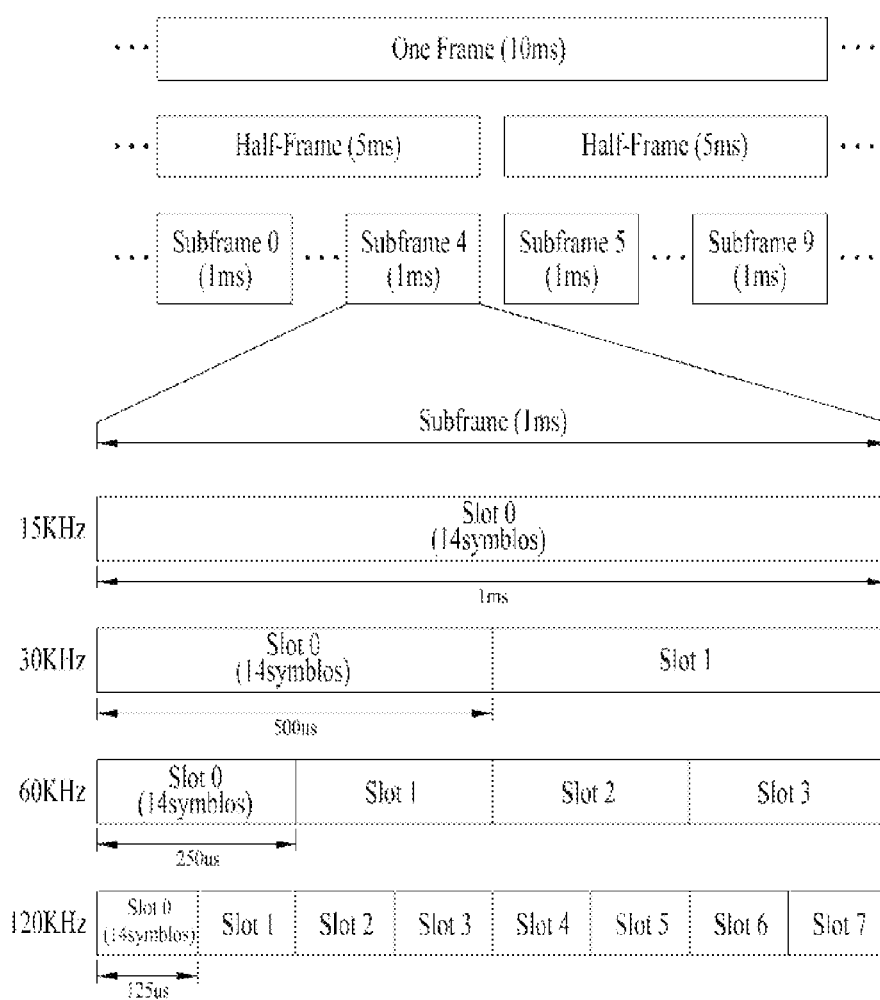 ... One Frame (10ms) ...
... Half-Frame (5ms) Half-Frame (5ms) ...
... Subframe 0 (1ms) ... Subframe 4 (1ms) Subframe 5 (1ms) ... Subframe 9 (1ms) ...
Subframe (1ms)
15KHz
Slot 0
(14symblos)
1ms
30KHz
Slot 0
(14symblos)
Slot 1
500us
60KHz
Slot 0
(14symblos)
Slot 1
Slot 2
Slot 3
250us
120KHz
Slot 0
(14symblos)
Slot 1
Slot 2
Slot 3
Slot 4
Slot 5
Slot 6
Slot 7
125us